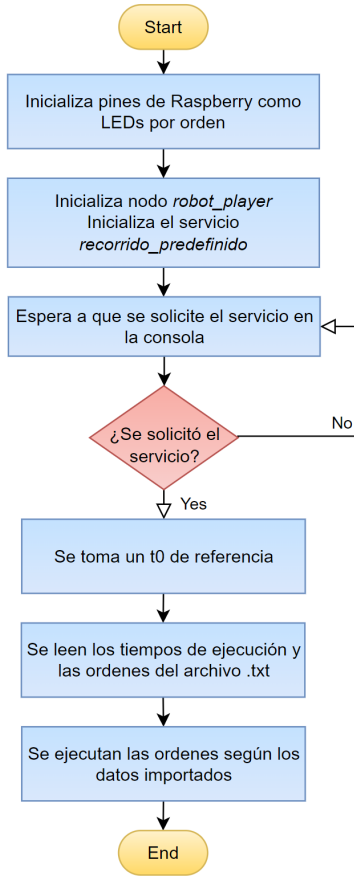 Start
Inicializa pines de Raspberry como
LEDs por orden
Inicializa nodo robot_player
Inicializa el servicio
recorrido_predefinido
Espera a que se solicite el servicio en
la consola
¿Se solicitó el
servicio?
No
Yes
Se toma un t0 de referencia
Se leen los tiempos de ejecución y
las ordenes del archivo .txt
Se ejecutan las ordenes según los
datos importados
End